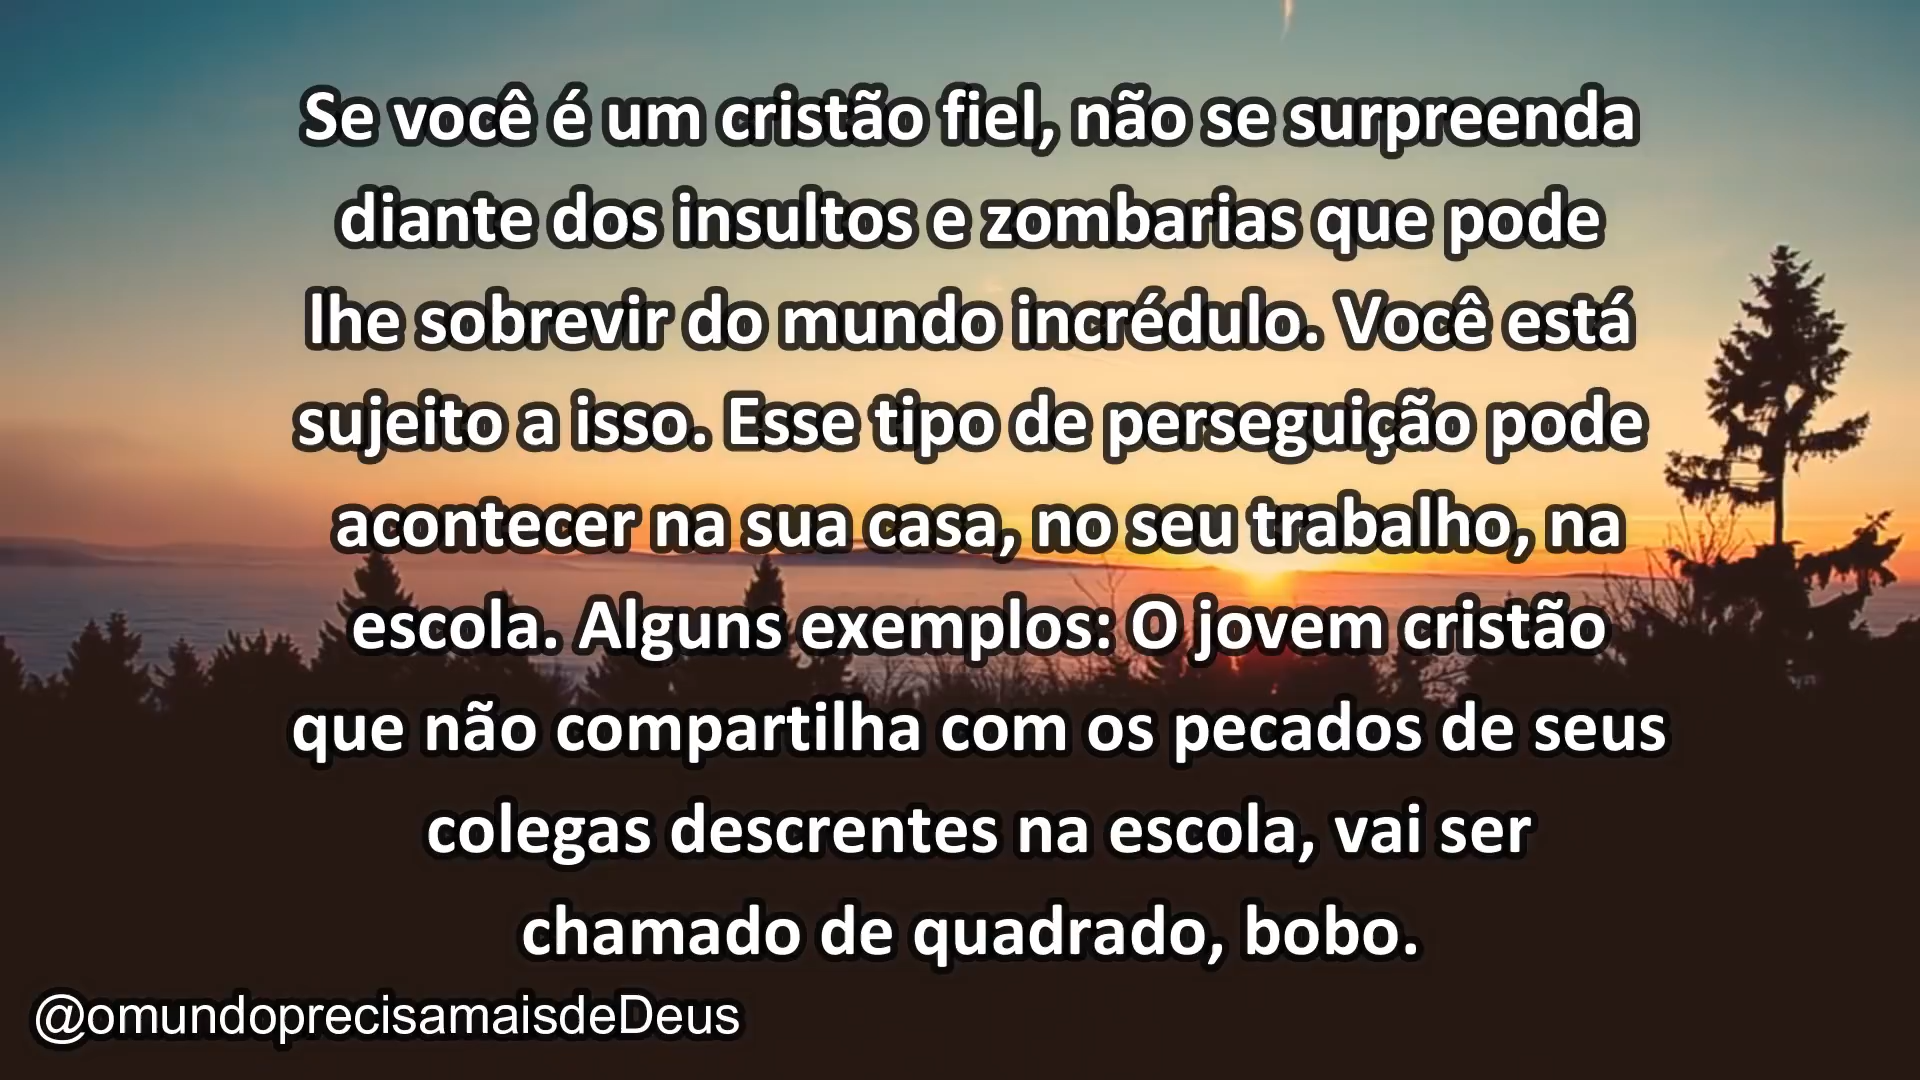 Se você é um cristão fiel, não se surpreenda
diante dos insultos e zombarias que pode
lhe sobrevir do mundo incrédulo. Você está
sujeito a isso. Esse tipo de perseguição pode
acontecer na sua casa, no seu trabalho, na
escola. Alguns exemplos: O jovem cristão
que não compartilha com os pecados de seus
colegas descrentes na escola, vai ser
chamado de quadrado, bobo.
@omundoprecisamaisdeDeus